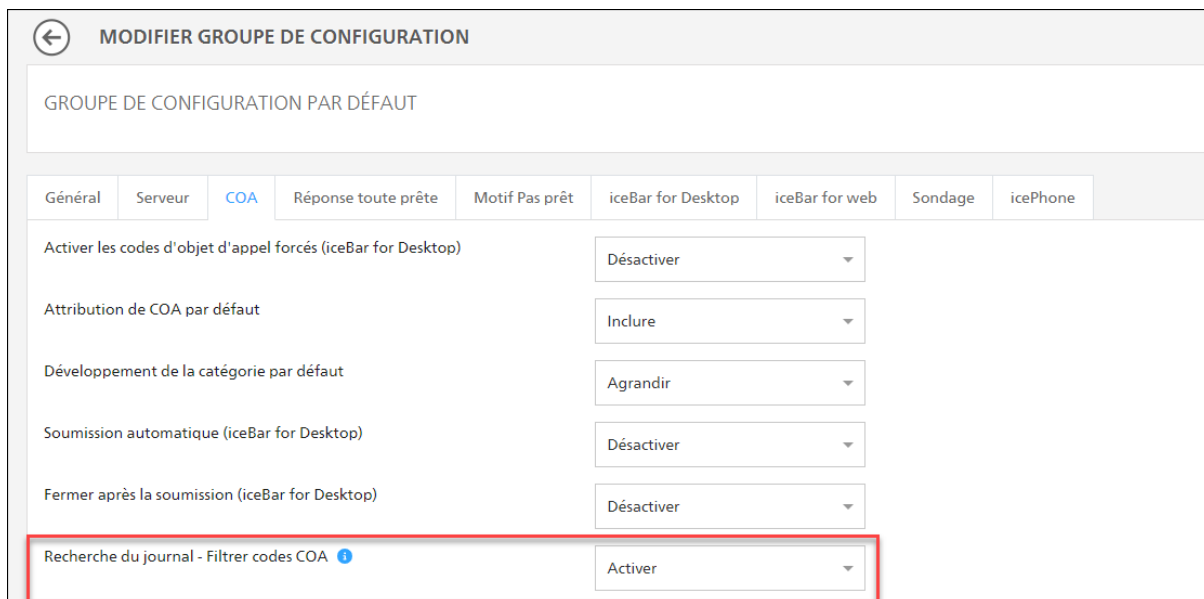 MODIFIER GROUPE DE CONFIGURATION
GROUPE DE CONFIGURATION PAR DÉFAUT
Général Serveur COA Réponse toute prête Motif Pas prêt iceBar for Desktop iceBar for web Sondage icePhone
Activer les codes d'objet d'appel forcés (iceBar for Desktop) Désactiver
Attribution de COA par défaut Inclure
Développement de la catégorie par défaut Agrandir
Soumission automatique (iceBar for Desktop) Désactiver
Fermer après la soumission (iceBar for Desktop) Désactiver
Recherche du journal - Filtrer codes COA Activer